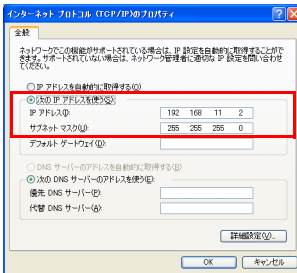 インターネット プロトコル (TCP/IP)のプロパティ
全般
ネットワークでこの機能がサポートされている場合は、IP 設定を自動的に取得することがで
きます。サポートされていない場合は、ネットワーク管理者に適切な IP 設定を問い合わせ
てください。
IP アドレスを自動的に取得する(O)
次の IP アドレスを使う(S):
IP アドレス(I):
192 168 11 2
サブネット マスク(U):
255 255 255 0
デフォルト ゲートウェイ(D):
DNS サーバーのアドレスを自動的に取得する(B)
次の DNS サーバーのアドレスを使う(E):
優先 DNS サーバー(P):
代替 DNS サーバー(A):
詳細設定(V)...
OK
キャンセル